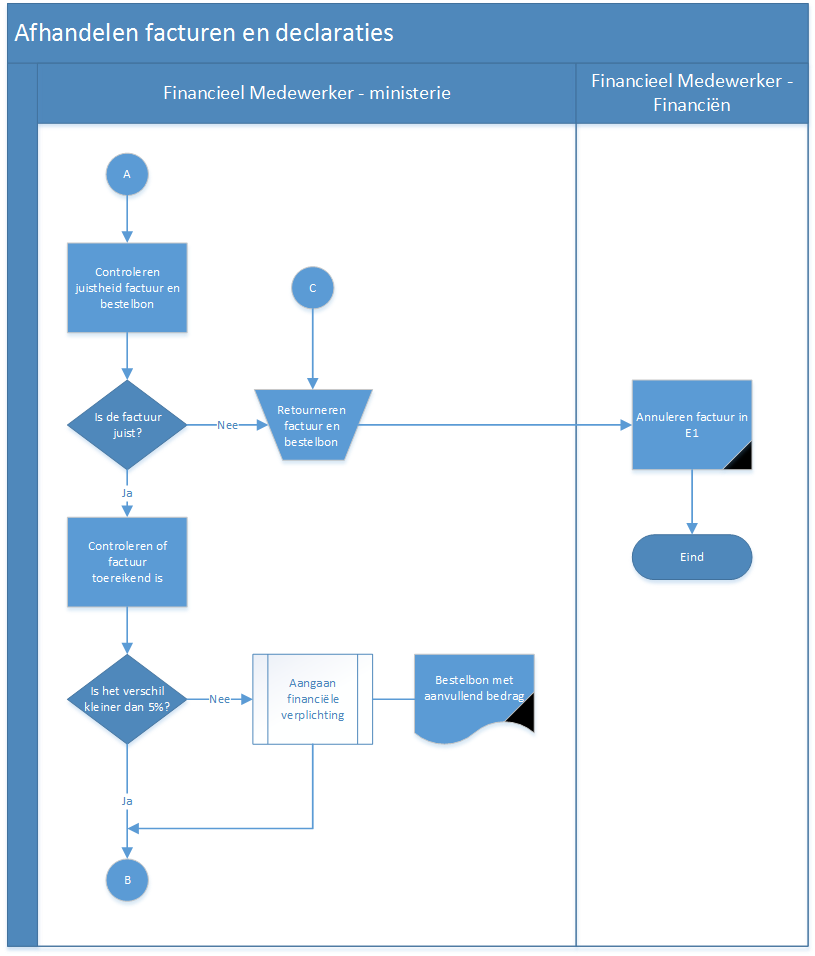 Afhandelen facturen en declaraties
Financieel Medewerker - ministerie
Financieel Medewerker -
Financiën
A
Controleren
juistheid factuur en
bestelbon
C
Is de factuur
juist?
Nee
Retourneren
factuur en
bestelbon
Annuleren factuur in
E1
Ja
Controleren of
factuur
toereikend is
Eind
Is het verschil
kleiner dan 5%?
Nee
Aangaan
financiële
verplichting
Bestelbon met
aanvullend bedrag
Ja
B